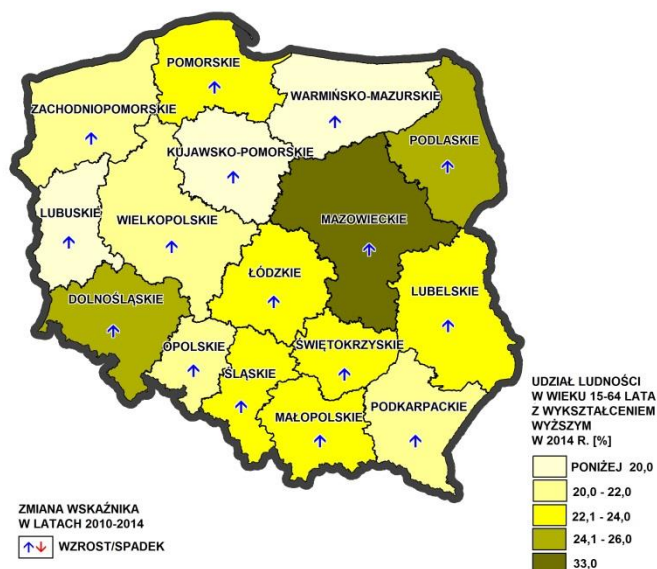 POMORSKIE
WARMIŃSKO-MAZURSKIE
ZACHODNIOPOMORSKIE
PODLASKIE
KUJAWSKO-POMORSKIE
LUBUSKIE
WIELKOPOLSKIE
MAZOWIECKIE
ŁÓDZKIE
LUBELSKIE
DOLNOŚLĄSKIE
OPOLSKIE
ŚWIĘTOKRZYSKIE
ŚLĄSKIE
MAŁOPOLSKIE
PODKARPACKIE
UDZIAŁ LUDNOŚCI
W WIEKU 15-64 LATA
Z WYKSZTAŁCENIEM
WYŻSZYM
W 2014 R. [%]
PONIŻEJ 20,0
20,0 - 22,0
22,1 - 24,0
24,1 - 26,0
33,0
ZMIANA WSKAŹNIKA
W LATACH 2010-2014
WZROST/SPADEK